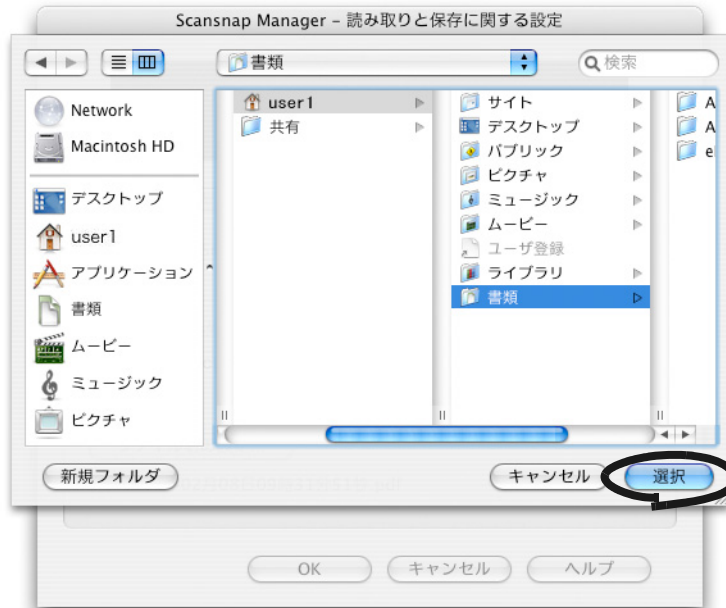 Scansnap Manager - 読み取りと保存に関する設定
書類
検索
Network
Macintosh HD
デスクトップ
user1
アプリケーション
書類
ムービー
ミュージック
ピクチャ
user1
共有
サイト
デスクトップ
パブリック
ピクチャ
ミュージック
ムービー
ユーザ登録
ライブラリ
書類
A
A
el
新規フォルダ
キャンセル
選択
OK
キャンセル
ヘルプ